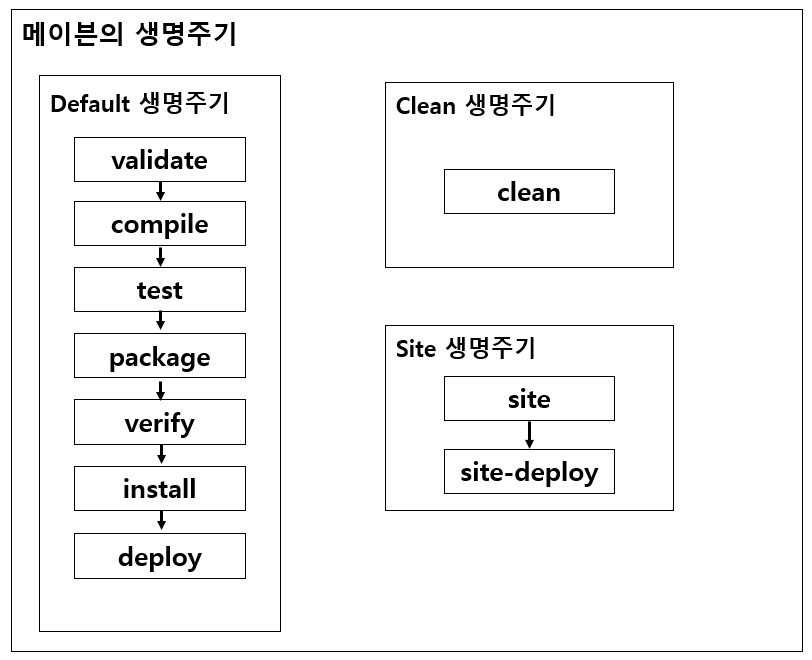 메이븐의 생명주기
Default 생명주기
validate
compile
test
package
verify
install
deploy
Clean 생명주기
clean
Site 생명주기
site
site-deploy